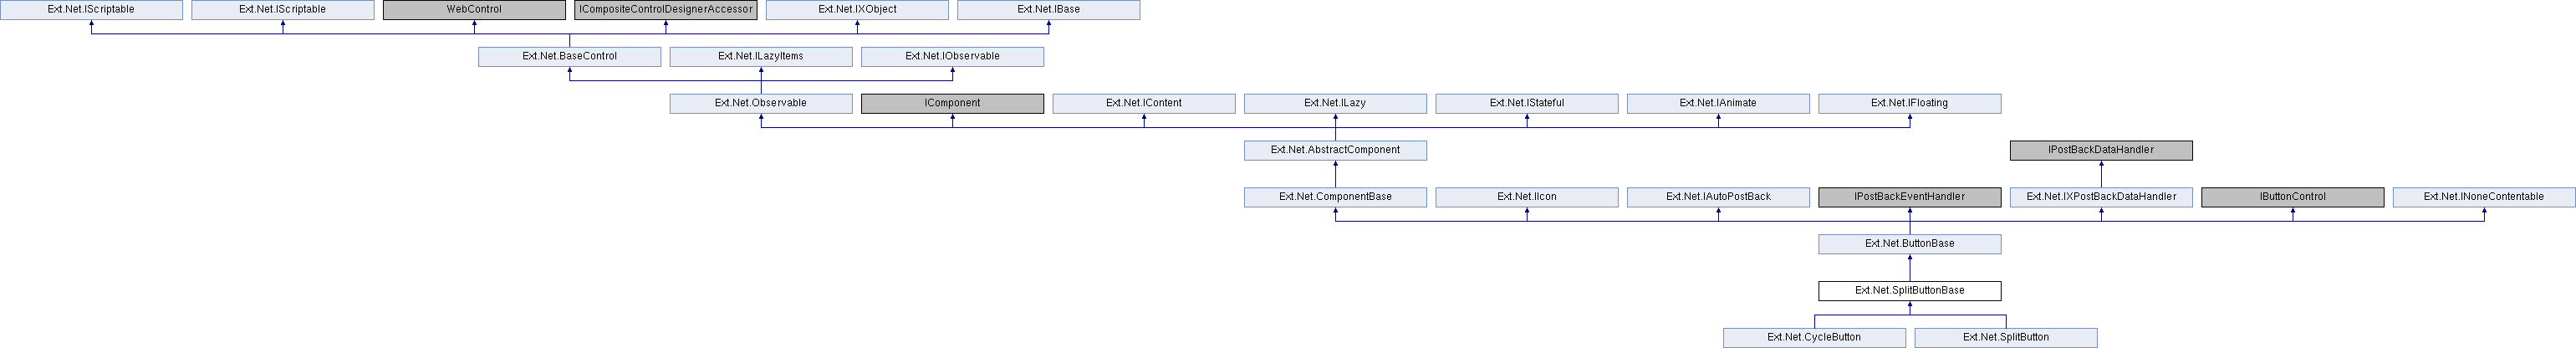 Ext.Net.IScriptable
Ext.Net.IScriptable
WebControl
ICompositeControlDesignerAccessor
Ext.Net.IXObject
Ext.Net.IBase
Ext.Net.BaseControl
Ext.Net.ILazyItems
Ext.Net.IObservable
Ext.Net.Observable
IComponent
Ext.Net.IContent
Ext.Net.ILazy
Ext.Net.IStateful
Ext.Net.IAnimate
Ext.Net.IFloating
Ext.Net.AbstractComponent
IPostBackDataHandler
Ext.Net.ComponentBase
Ext.Net.IIcon
Ext.Net.IAutoPostBack
IPostBackEventHandler
Ext.Net.IXPostBackDataHandler
IButtonControl
Ext.Net.INoneContentable
Ext.Net.ButtonBase
Ext.Net.SplitButtonBase
Ext.Net.CycleButton
Ext.Net.SplitButton